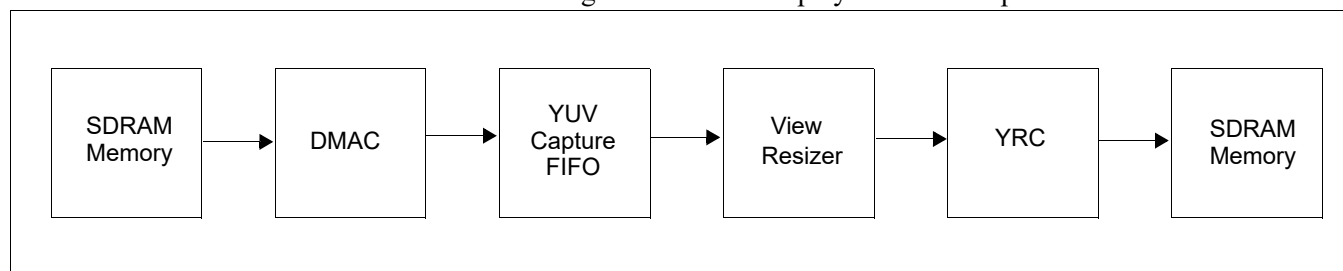 SDRAM
Memory
DMAC
YUV
Capture
FIFO
View
Resizer
YRC
SDRAM
Memory